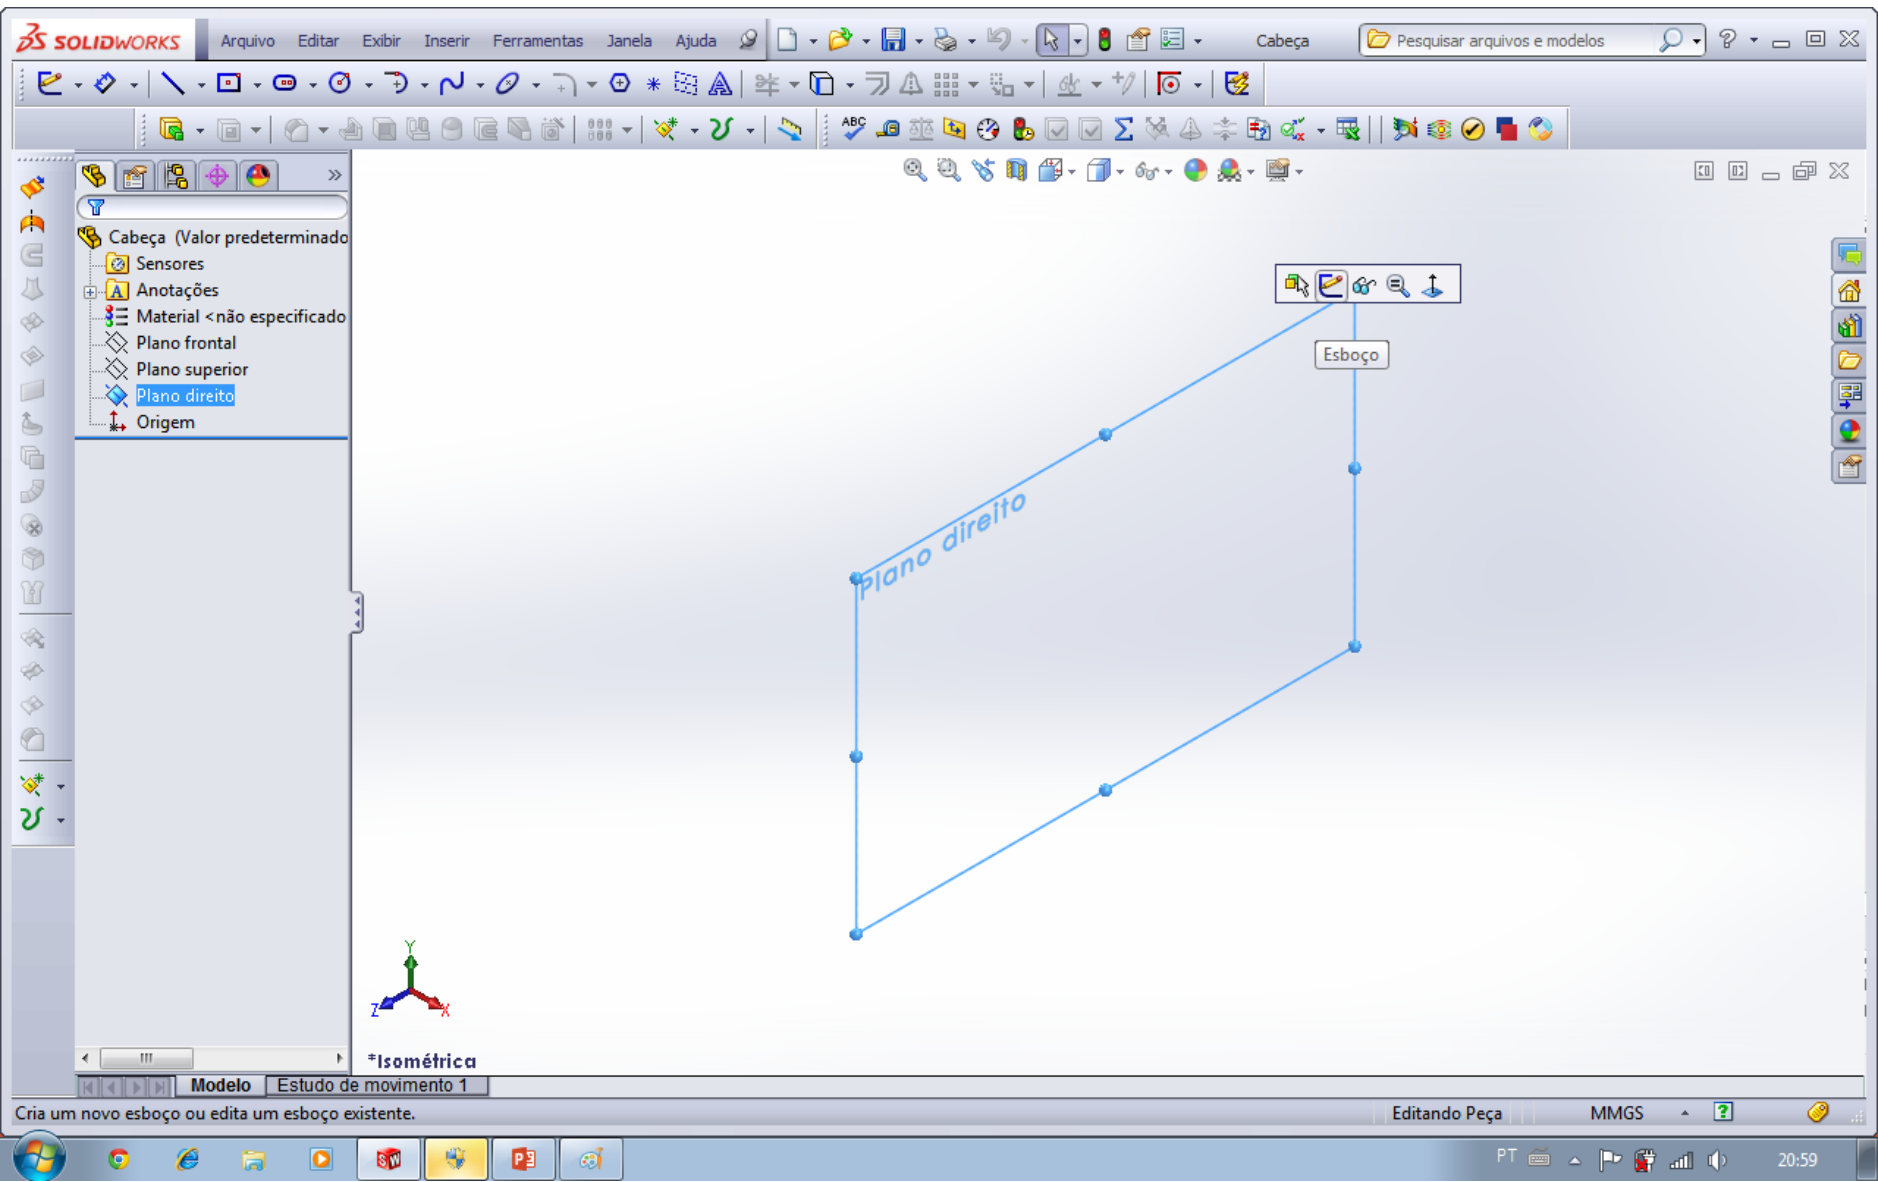 SOLIDWORKS Arquivo Editar Exibir Inserir Ferramentas Janela Ajuda Cabeça Pesquisar arquivos e modelos ?
ABC
Cabeça (Valor predeterminado
Sensores
A Anotações
Material <não especificado
Plano frontal
Plano superior
Plano direito
Origem
Esboço
Plano direito
Y
Z X
*Isométrica
Modelo Estudo de movimento 1
Cria um novo esboço ou edita um esboço existente. Editando Peça MMGS ?
SW P PT 20:59